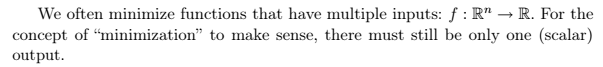 We often minimize functions that have multiple inputs: f : ℝⁿ → ℝ. For the
concept of “minimization” to make sense, there must still be only one (scalar)
output.